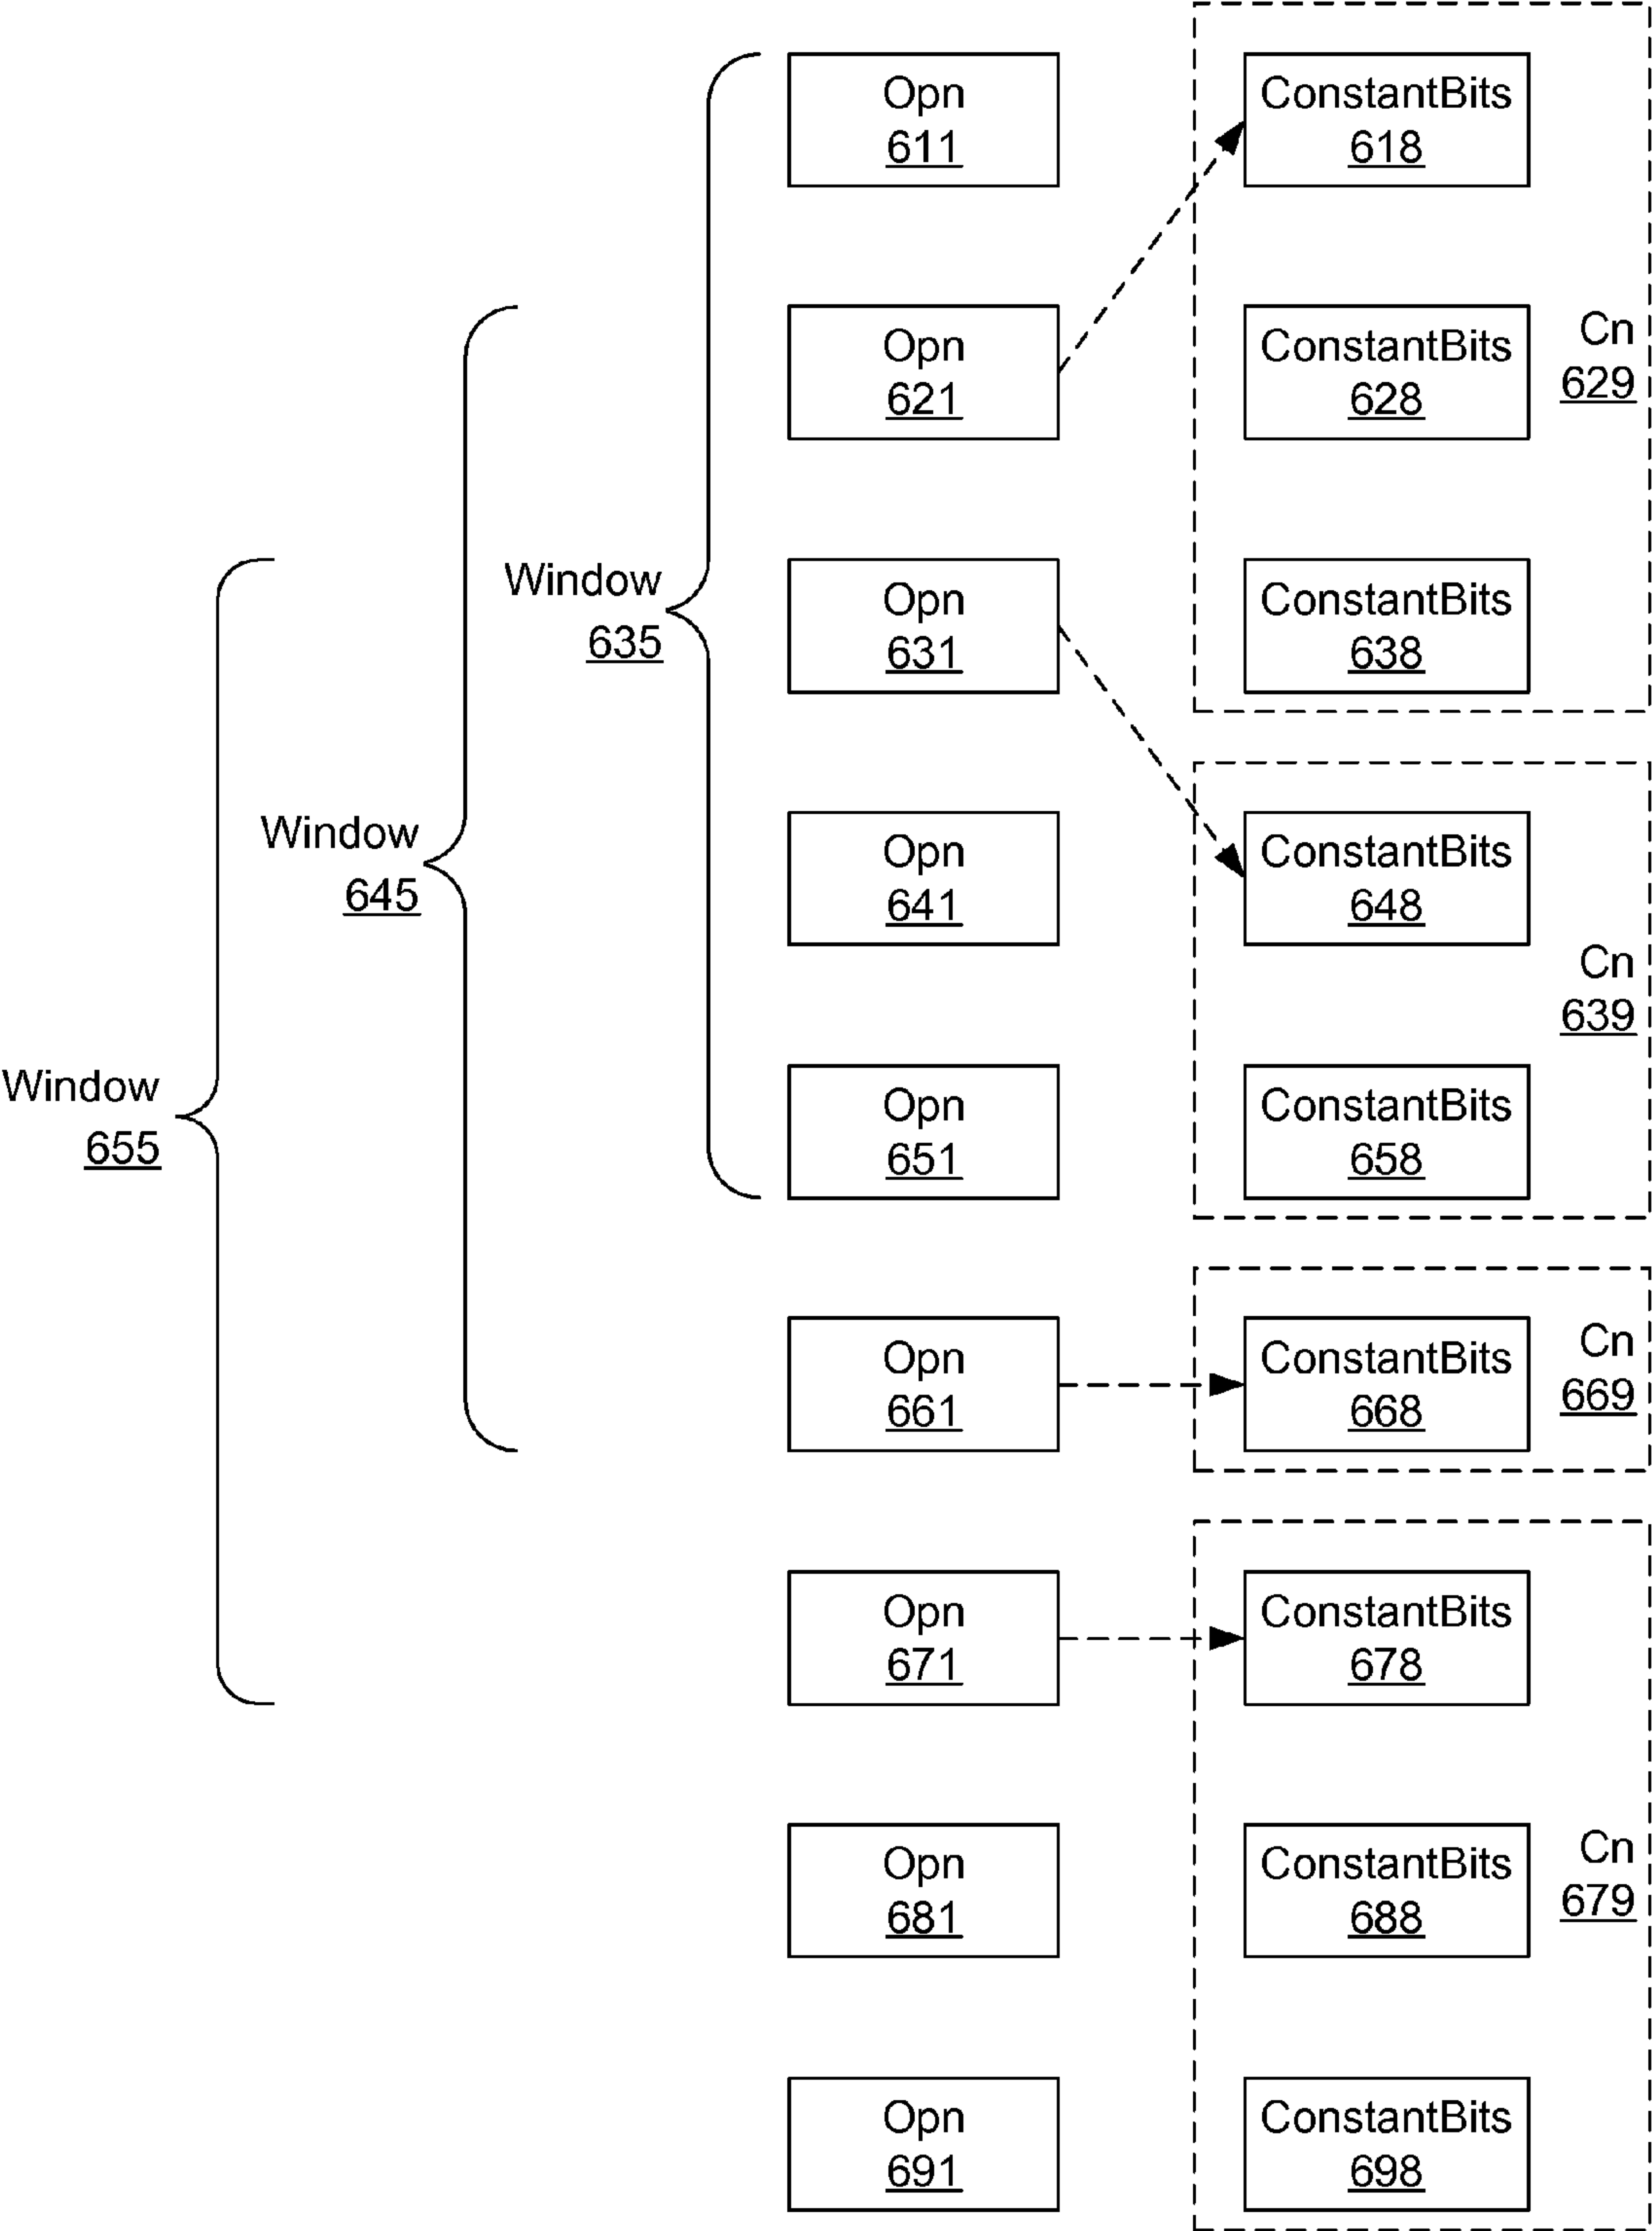 Opn
611
ConstantBits
618
Opn
621
ConstantBits
628
Cn
629
Window
635
Opn
631
ConstantBits
638
Window
645
Opn
641
ConstantBits
648
Cn
639
Window
655
Opn
651
ConstantBits
658
Opn
661
ConstantBits
668
Cn
669
Opn
671
ConstantBits
678
Opn
681
ConstantBits
688
Cn
679
Opn
691
ConstantBits
698